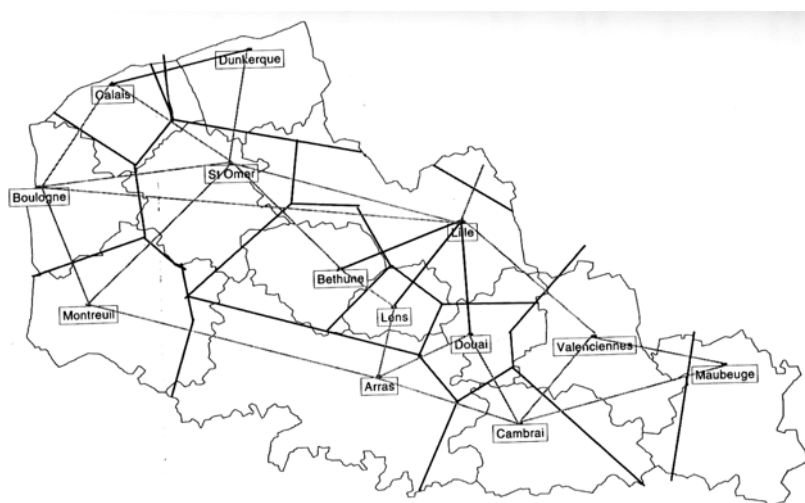 Dunkerque
Calais
St Omer
Boulogne
Lille
Bethune
Montreuil
Lens
Douai
Valenciennes
Maubeuge
Arras
Cambrai